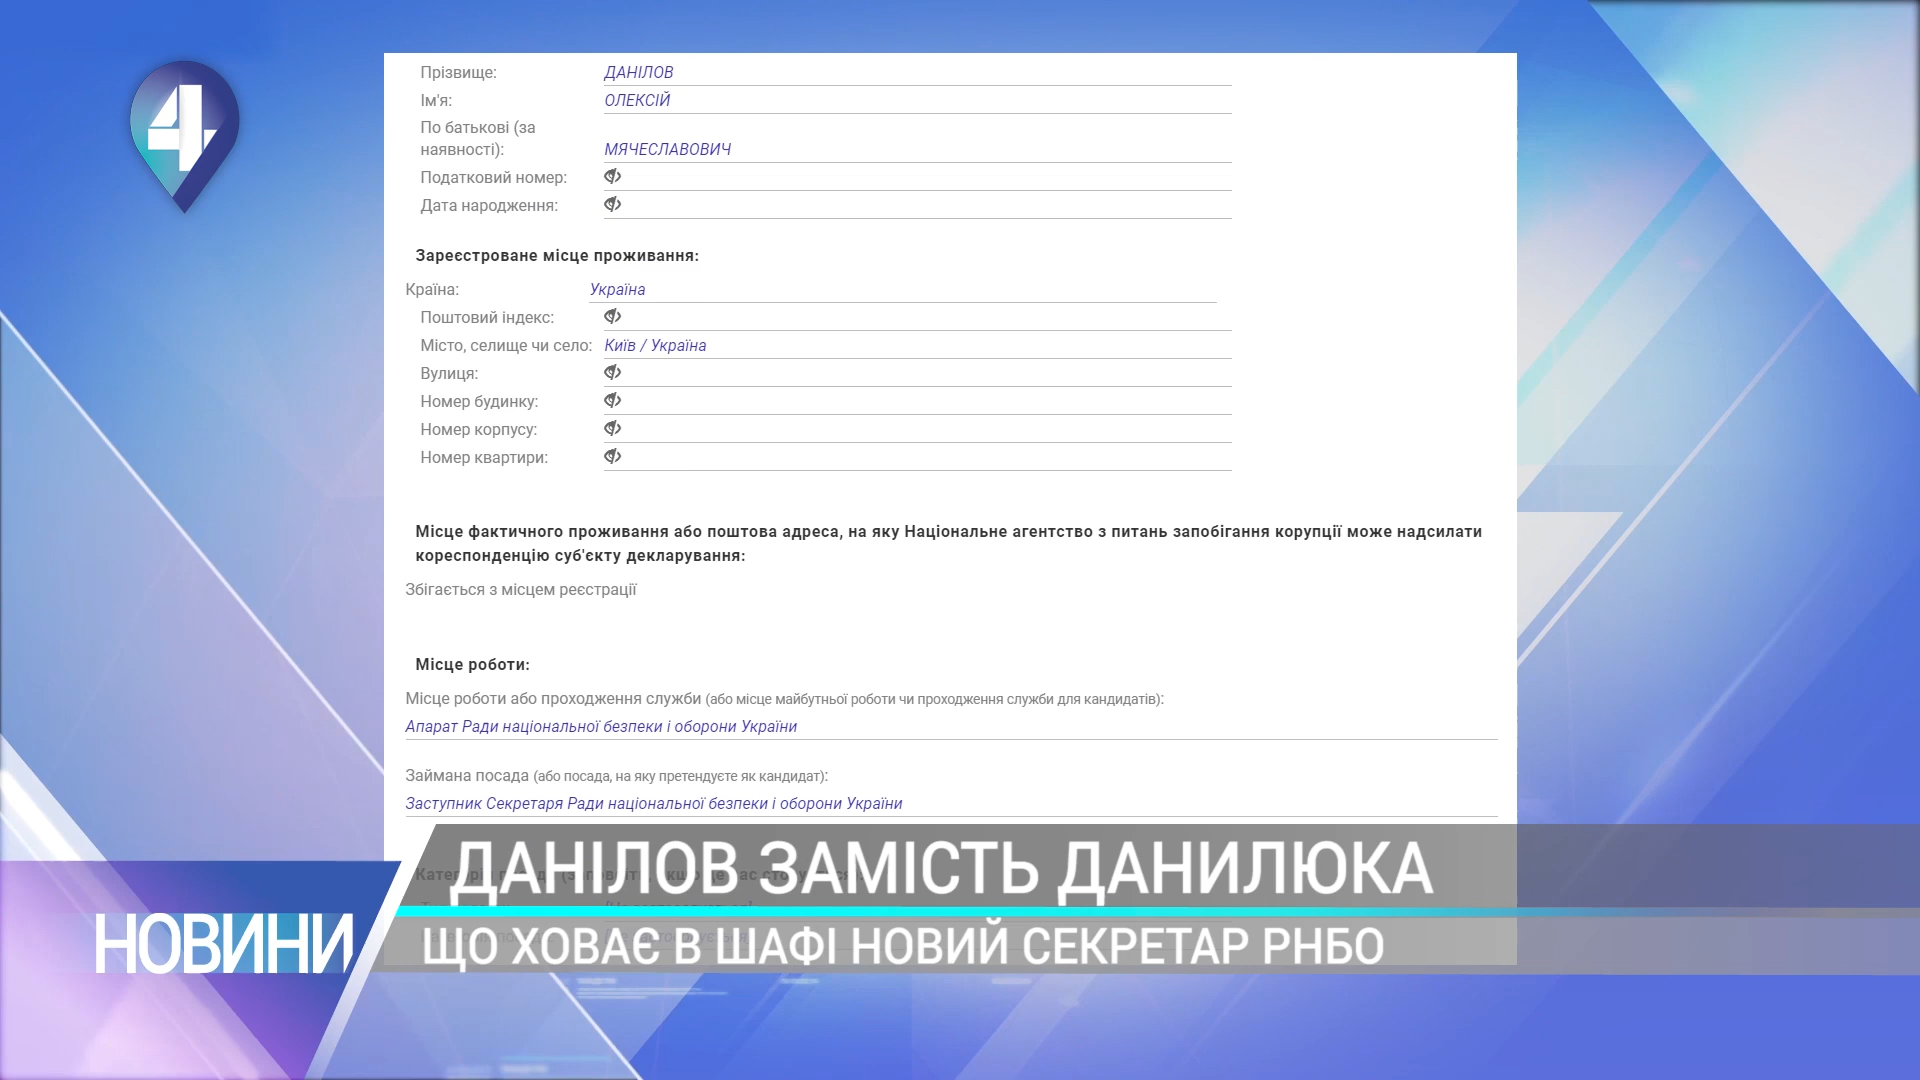 4
Прізвище: ДАНІЛОВ
Ім'я: ОЛЕКСІЙ
По батькові (за
наявності): МЯЧЕСЛАВОВИЧ
Податковий номер:
Дата народження:
Зареєстроване місце проживання:
Країна: Україна
Поштовий індекс:
Місто, селище чи село: Київ / Україна
Вулиця:
Номер будинку:
Номер корпусу:
Номер квартири:
Місце фактичного проживання або поштова адреса, на яку Національне агентство з питань запобігання корупції може надсилати
кореспонденцію суб'єкту декларування:
Збігається з місцем реєстрації
Місце роботи:
Місце роботи або проходження служби (або місце майбутньої роботи чи проходження служби для кандидатів):
Апарат Ради національної безпеки і оборони України
Займана посада (або посада, на яку претендуєте як кандидат):
Заступник Секретаря Ради національної безпеки і оборони України
ДАНІЛОВ ЗАМІСТЬ ДАНИЛЮКА
НОВИНИ
ЩО ХОВАЄ В ШАФІ НОВИЙ СЕКРЕТАР РНБО